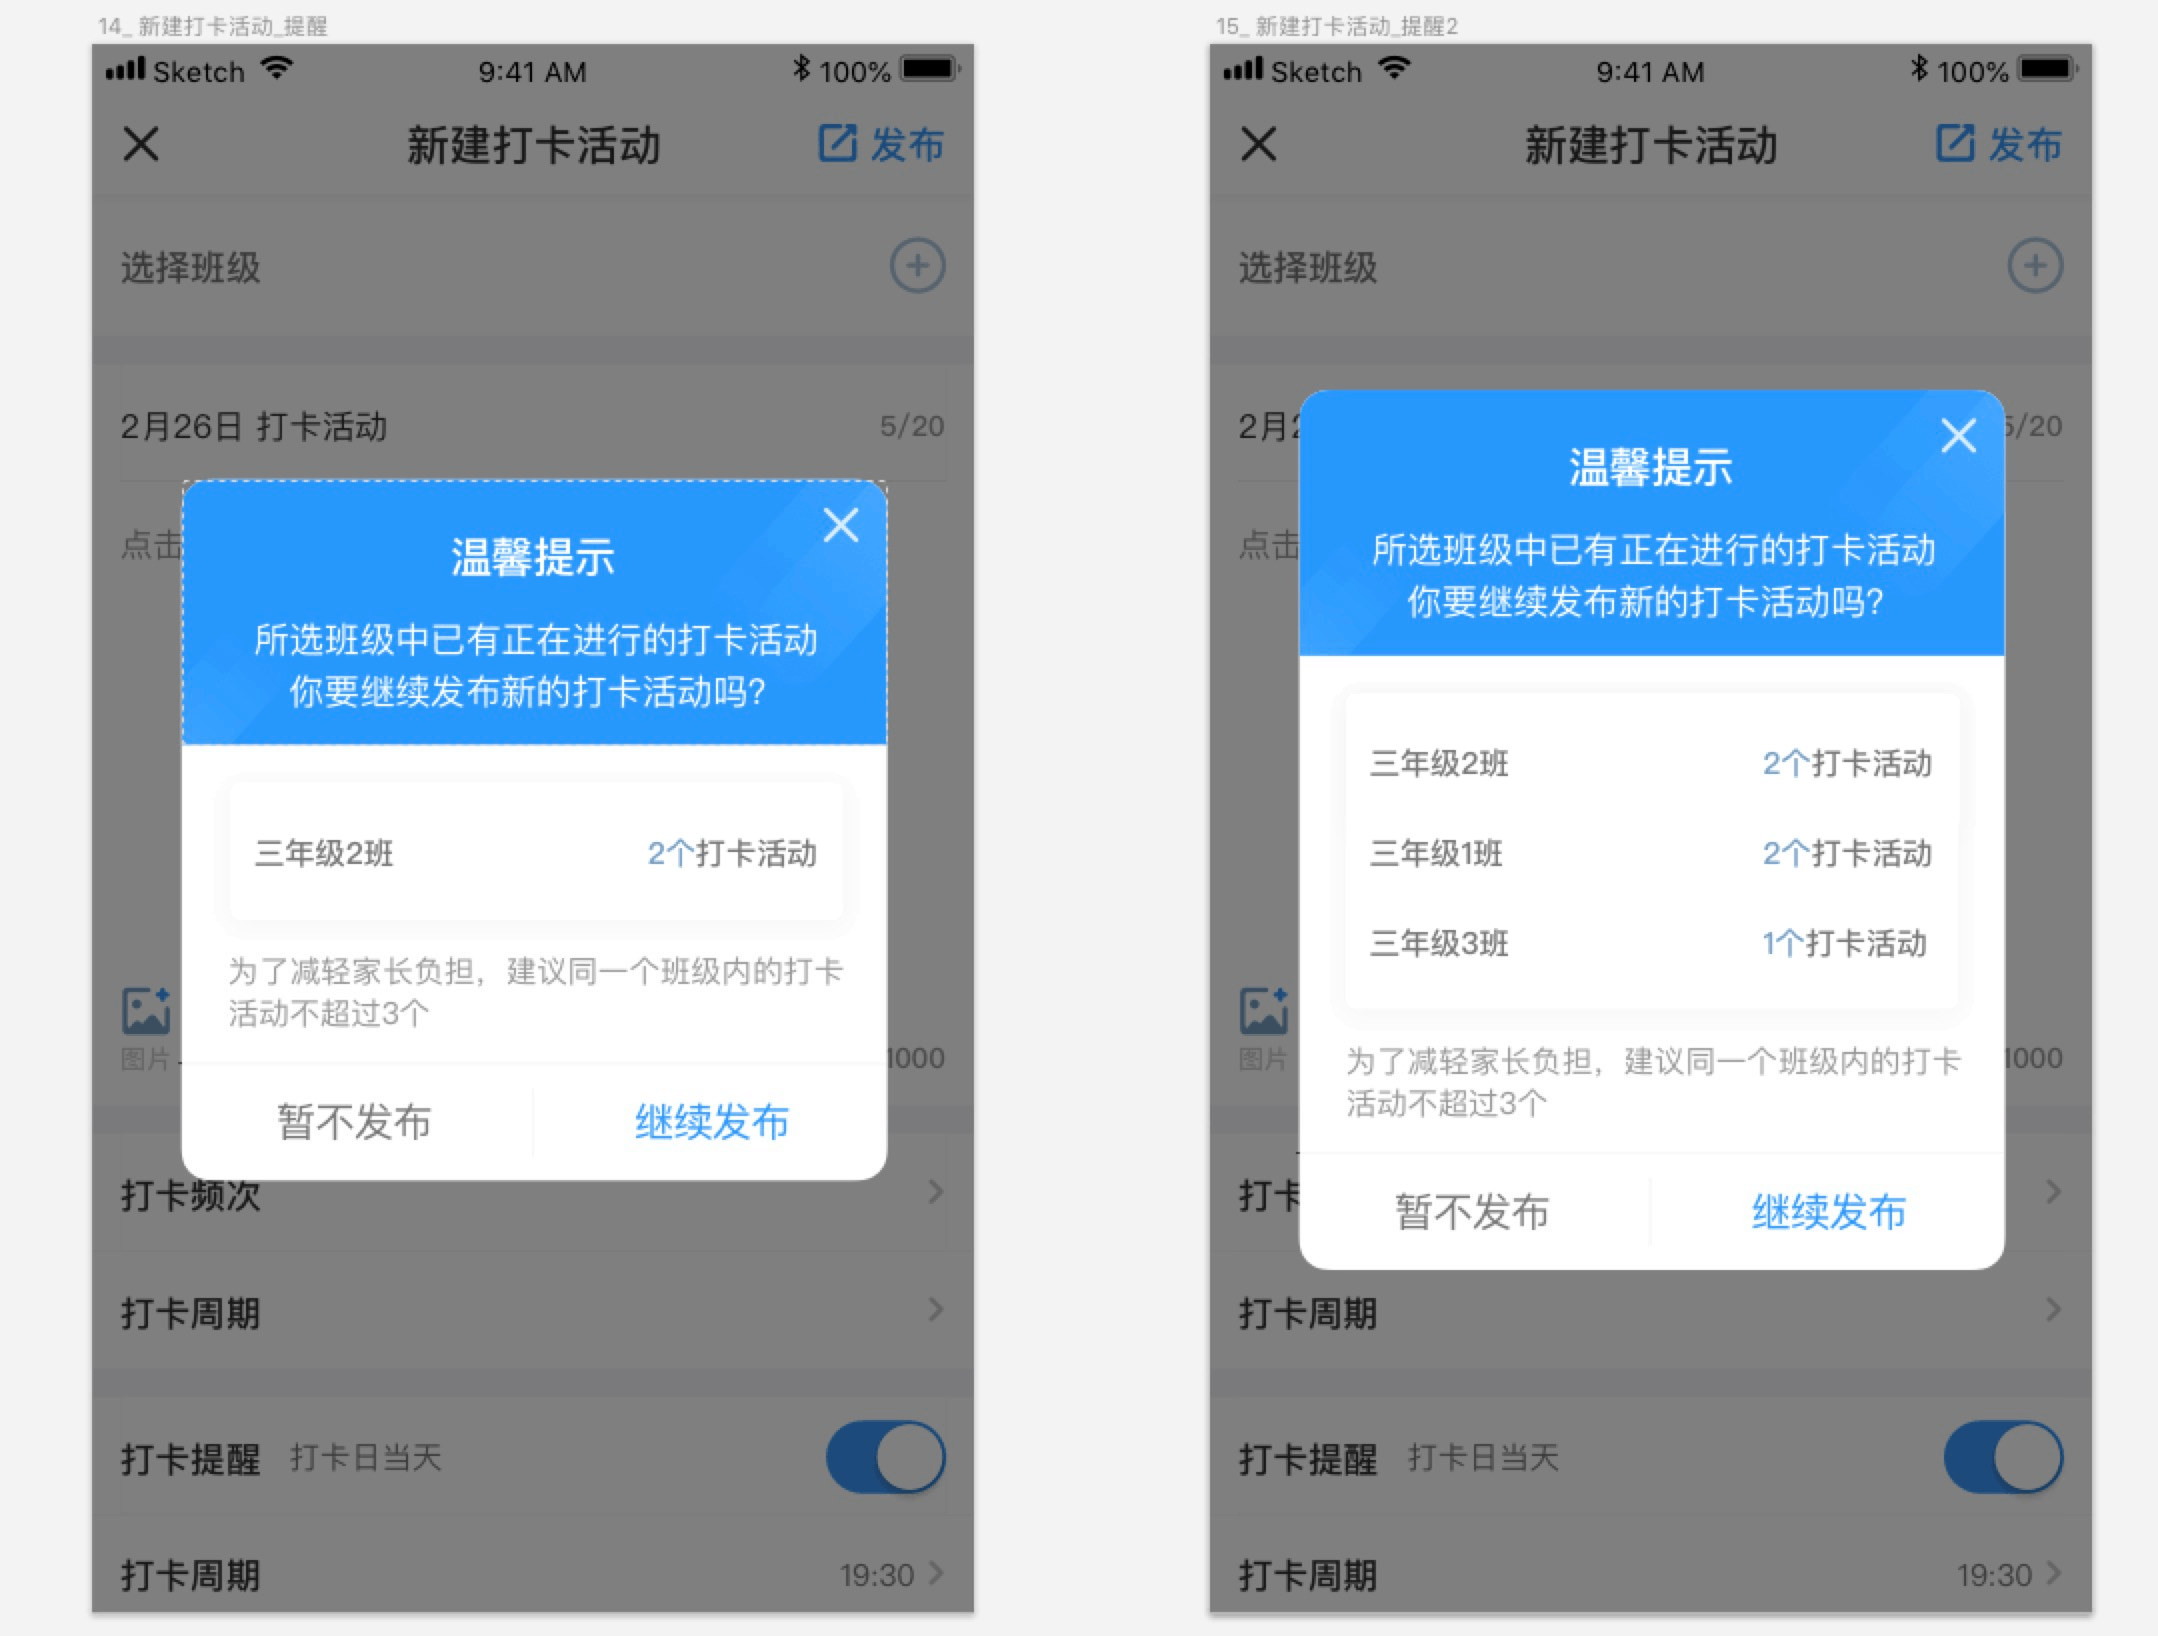 14_ 新建打卡活动_提醒
Sketch 9:41 AM 100%
新建打卡活动 发布
选择班级
2月26日 打卡活动 5/20
点击
温馨提示
所选班级中已有正在进行的打卡活动
你要继续发布新的打卡活动吗?
三年级2班 2个打卡活动
为了减轻家长负担，建议同一个班级内的打卡
活动不超过3个
图片 1000
暂不发布 继续发布
打卡频次
打卡周期
打卡提醒 打卡日当天
打卡周期 19:30
15_ 新建打卡活动_提醒2
Sketch 9:41 AM 100%
新建打卡活动 发布
选择班级
2月2 5/20
点击
温馨提示
所选班级中已有正在进行的打卡活动
你要继续发布新的打卡活动吗?
三年级2班 2个打卡活动
三年级1班 2个打卡活动
三年级3班 1个打卡活动
为了减轻家长负担，建议同一个班级内的打卡
活动不超过3个
图片 1000
暂不发布 继续发布
打卡
打卡周期
打卡提醒 打卡日当天
打卡周期 19:30